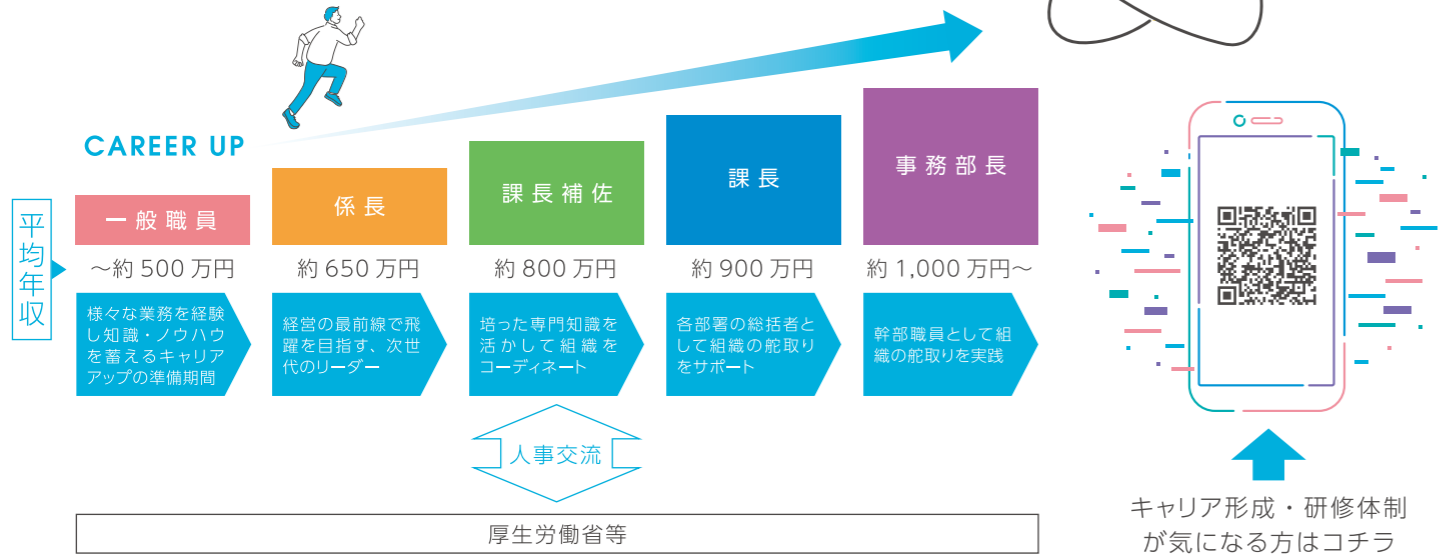 CAREER UP
平均年収
一般職員
係長
課長補佐
課長
事務部長
～約 500 万円
約 650 万円
約 800 万円
約 900 万円
約 1,000 万円～
様々な業務を経験
し知識・ノウハウ
を蓄えるキャリア
アップの準備期間
経営の最前線で飛
躍を目指す、次世
代のリーダー
培った専門知識を
活かして組織を
コーディネート
各部署の総括者と
して組織の舵取り
をサポート
幹部職員として組
織の舵取りを実践
人事交流
厚生労働省等
キャリア形成・研修体制
が気になる方はコチラ